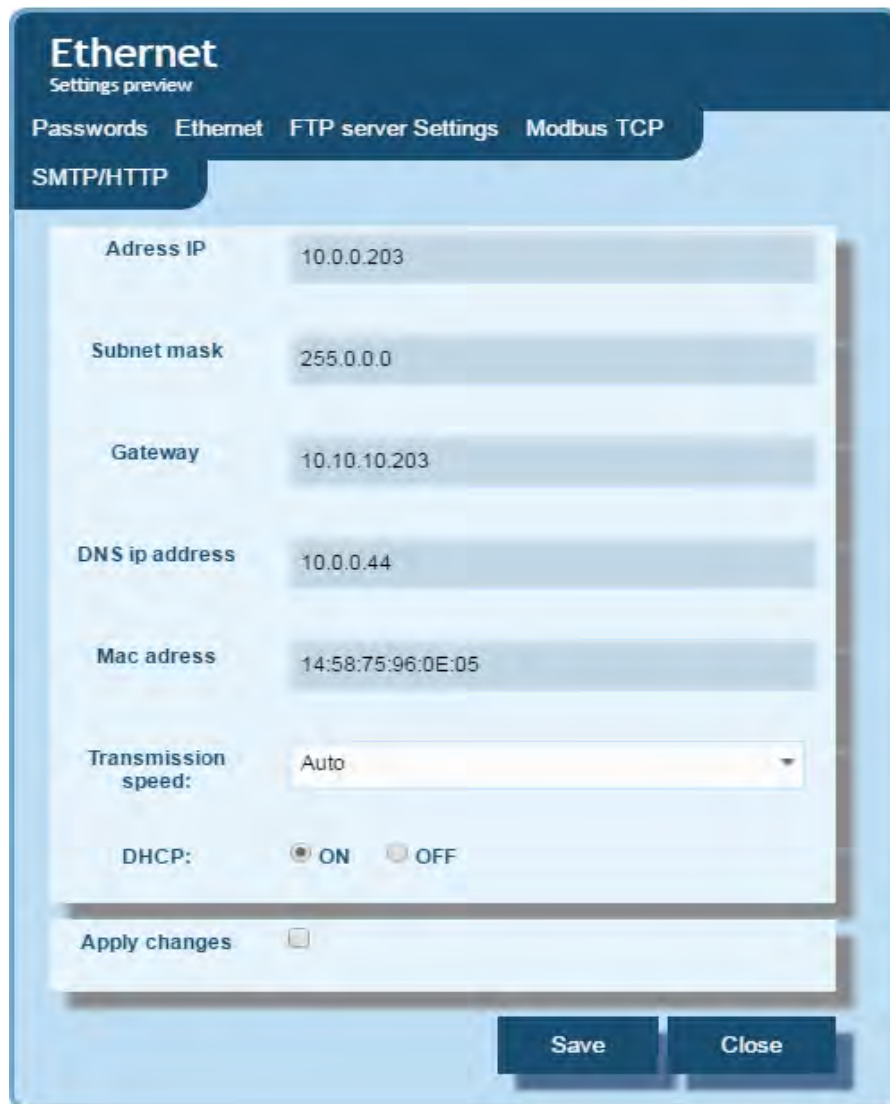 Ethernet
Settings preview
Passwords Ethernet FTP server Settings Modbus TCP
SMTP/HTTP
Adress IP 10.0.0.203
Subnet mask 255.0.0.0
Gateway 10.10.10.203
DNS ip address 10.0.0.44
Mac adress 14:58:75:96:0E:05
Transmission speed: Auto
DHCP: ON OFF
Apply changes
Save Close